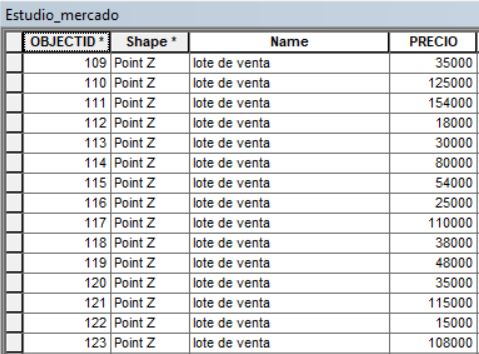 Estudio_mercado
OBJECTID * Shape * Name PRECIO
109 Point Z lote de venta 35000
110 Point Z lote de venta 125000
111 Point Z lote de venta 154000
112 Point Z lote de venta 18000
113 Point Z lote de venta 30000
114 Point Z lote de venta 80000
115 Point Z lote de venta 54000
116 Point Z lote de venta 25000
117 Point Z lote de venta 110000
118 Point Z lote de venta 38000
119 Point Z lote de venta 48000
120 Point Z lote de venta 35000
121 Point Z lote de venta 115000
122 Point Z lote de venta 15000
123 Point Z lote de venta 108000